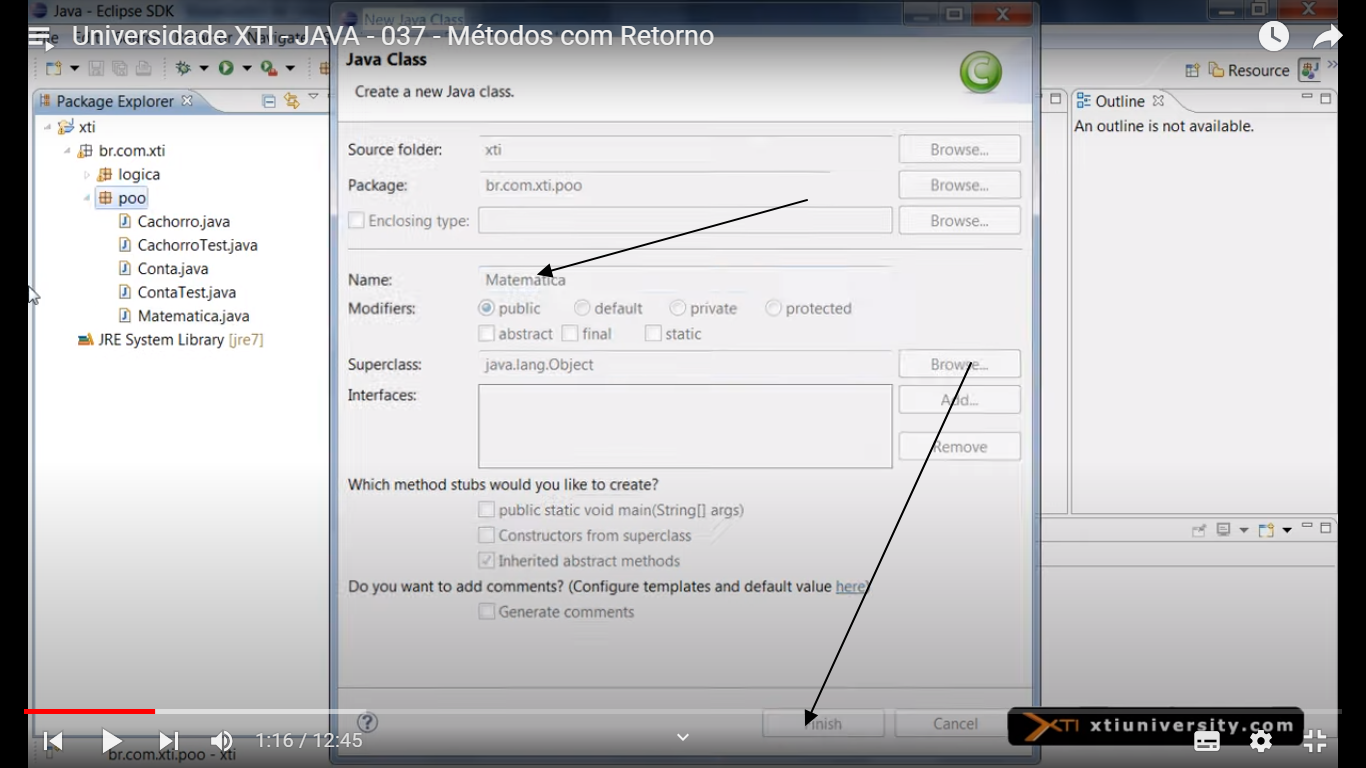 Java - Eclipse SDK
New Java Class
Universidade XTI - JAVA - 037 - Métodos com Retorno
Java Class
Create a new Java class.
Resource
Package Explorer
Outline
An outline is not available.
xti
br.com.xti
logica
poo
Cachorro.java
CachorroTest.java
Conta.java
ContaTest.java
Matematica.java
JRE System Library [jre7]
Source folder: xti Browse...
Package: br.com.xti.poo Browse...
Enclosing type: Browse...
Name: Matematica
Modifiers: public default private protected
abstract final static
Superclass: java.lang.Object Browse...
Interfaces: Add...
Remove
Which method stubs would you like to create?
public static void main(String[] args)
Constructors from superclass
Inherited abstract methods
Do you want to add comments? (Configure templates and default value here)
Generate comments
Finish Cancel
XTI xtiuniversity.com
1:16 / 12:45
br.com.xti.poo - xti